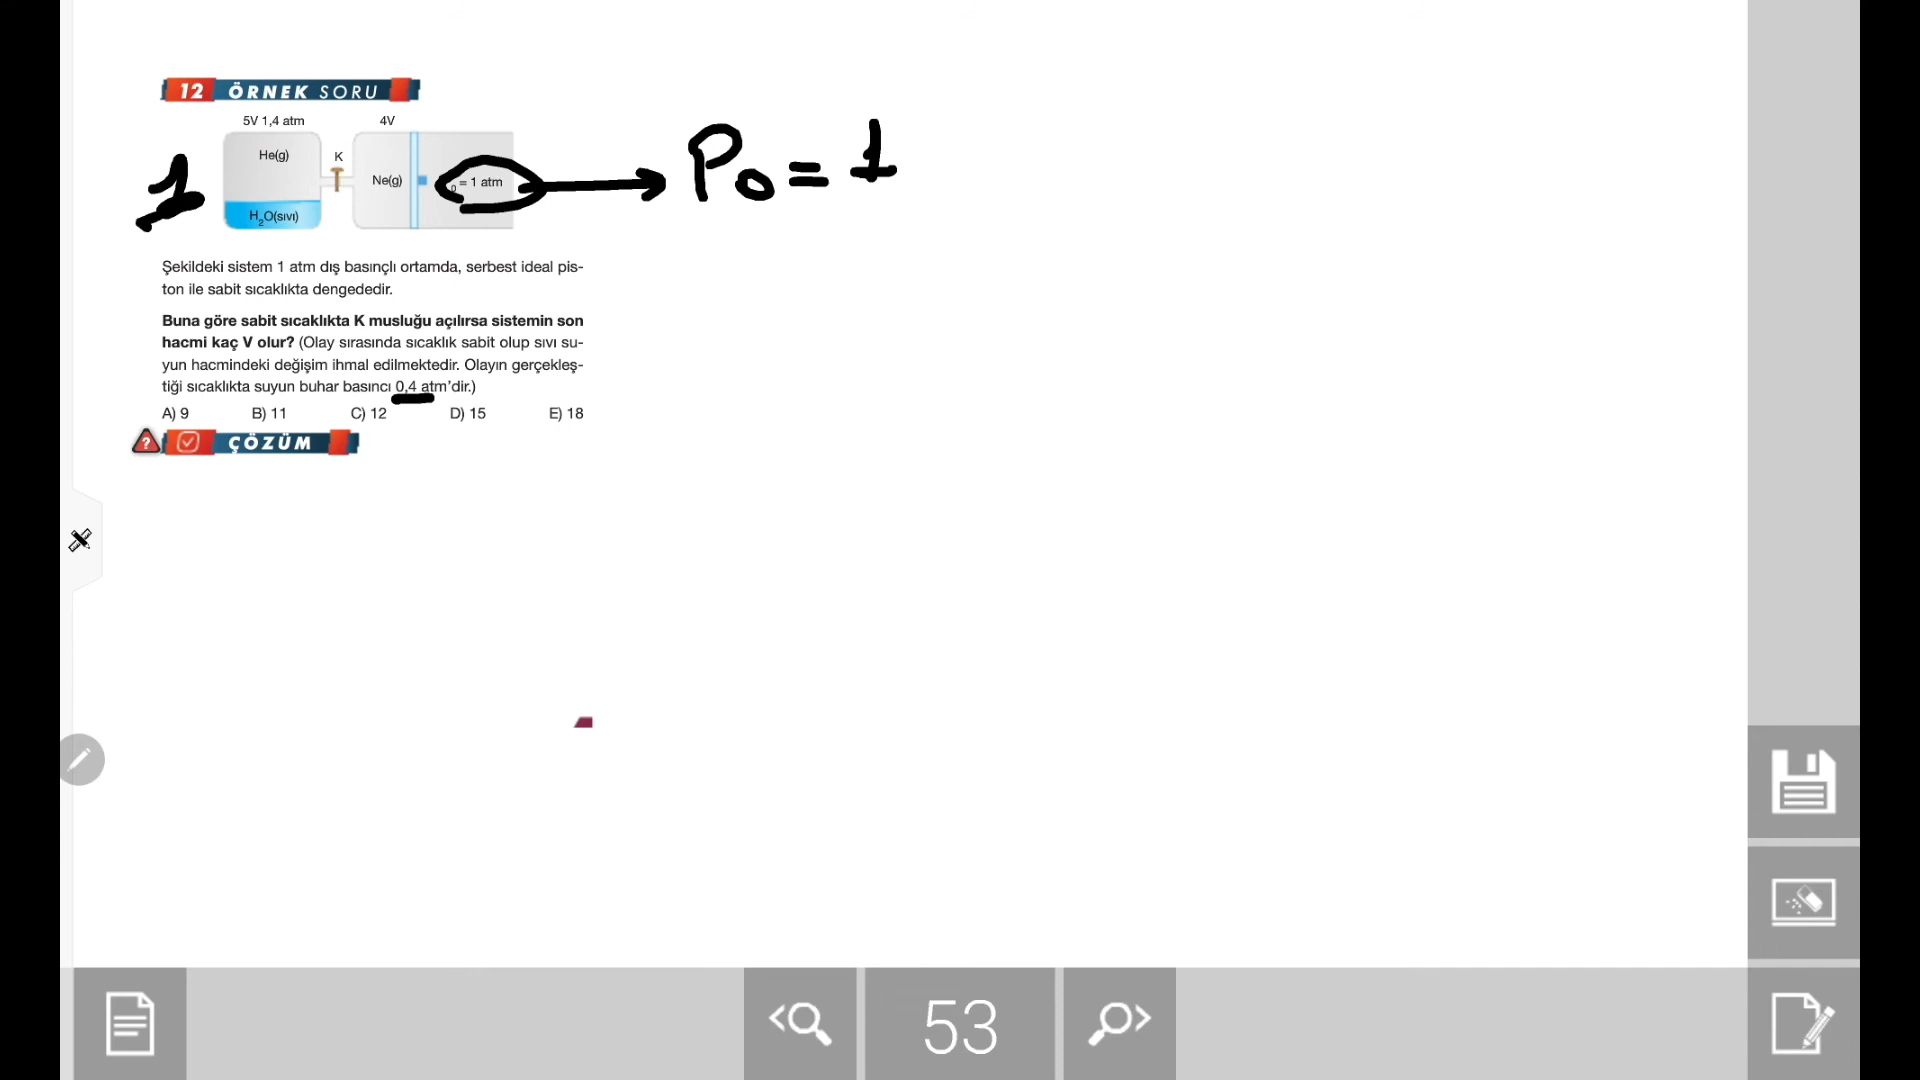 12 ÖRNEK SORU
5V 1,4 atm 4V
He(g) K
Ne(g) 0 = 1 atm
H2O(sıvı)
1
P0 = 1
Şekildeki sistem 1 atm dış basınçlı ortamda, serbest ideal pis-
ton ile sabit sıcaklıkta dengededir.
Buna göre sabit sıcaklıkta K musluğu açılırsa sistemin son
hacmi kaç V olur? (Olay sırasında sıcaklık sabit olup sıvı su-
yun hacmindeki değişim ihmal edilmektedir. Olayın gerçekleş-
tiği sıcaklıkta suyun buhar basıncı 0,4 atm'dir.)
A) 9 B) 11 C) 12 D) 15 E) 18
? ÇÖZÜM
53